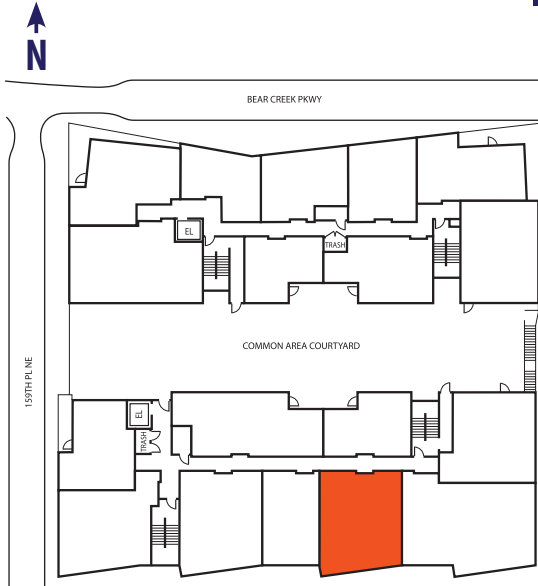 N
BEAR CREEK PKWY
EL
TRASH
COMMON AREA COURTYARD
159TH PL NE
EL
TRASH